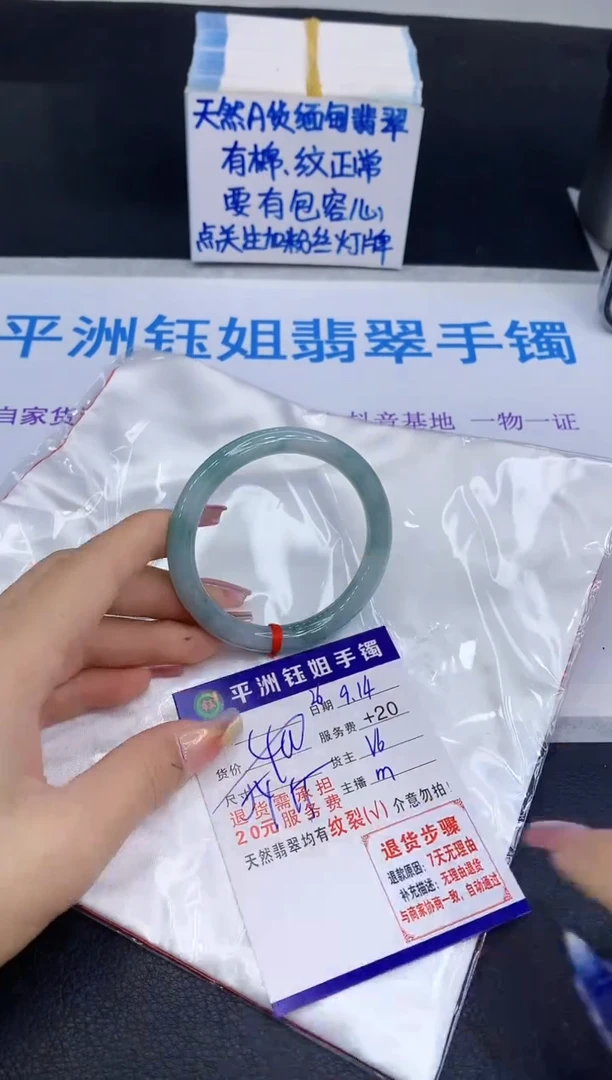 天然A货缅甸翡翠
有棉、纹正常
要有包容心
点关注加粉丝灯牌
平洲钰姐翡翠手镯
自家货
抖音基地 一物一证
平洲钰姐手镯
日期 9.14
货价
服务费 +20
尺寸
货主 V6
主播 m
退货需承担
20元服务费
天然翡翠均有纹裂(√) 介意勿拍!
退货步骤
退款原因:7天无理由
补充描述:无理由退货
与商家协商一致,自动通过